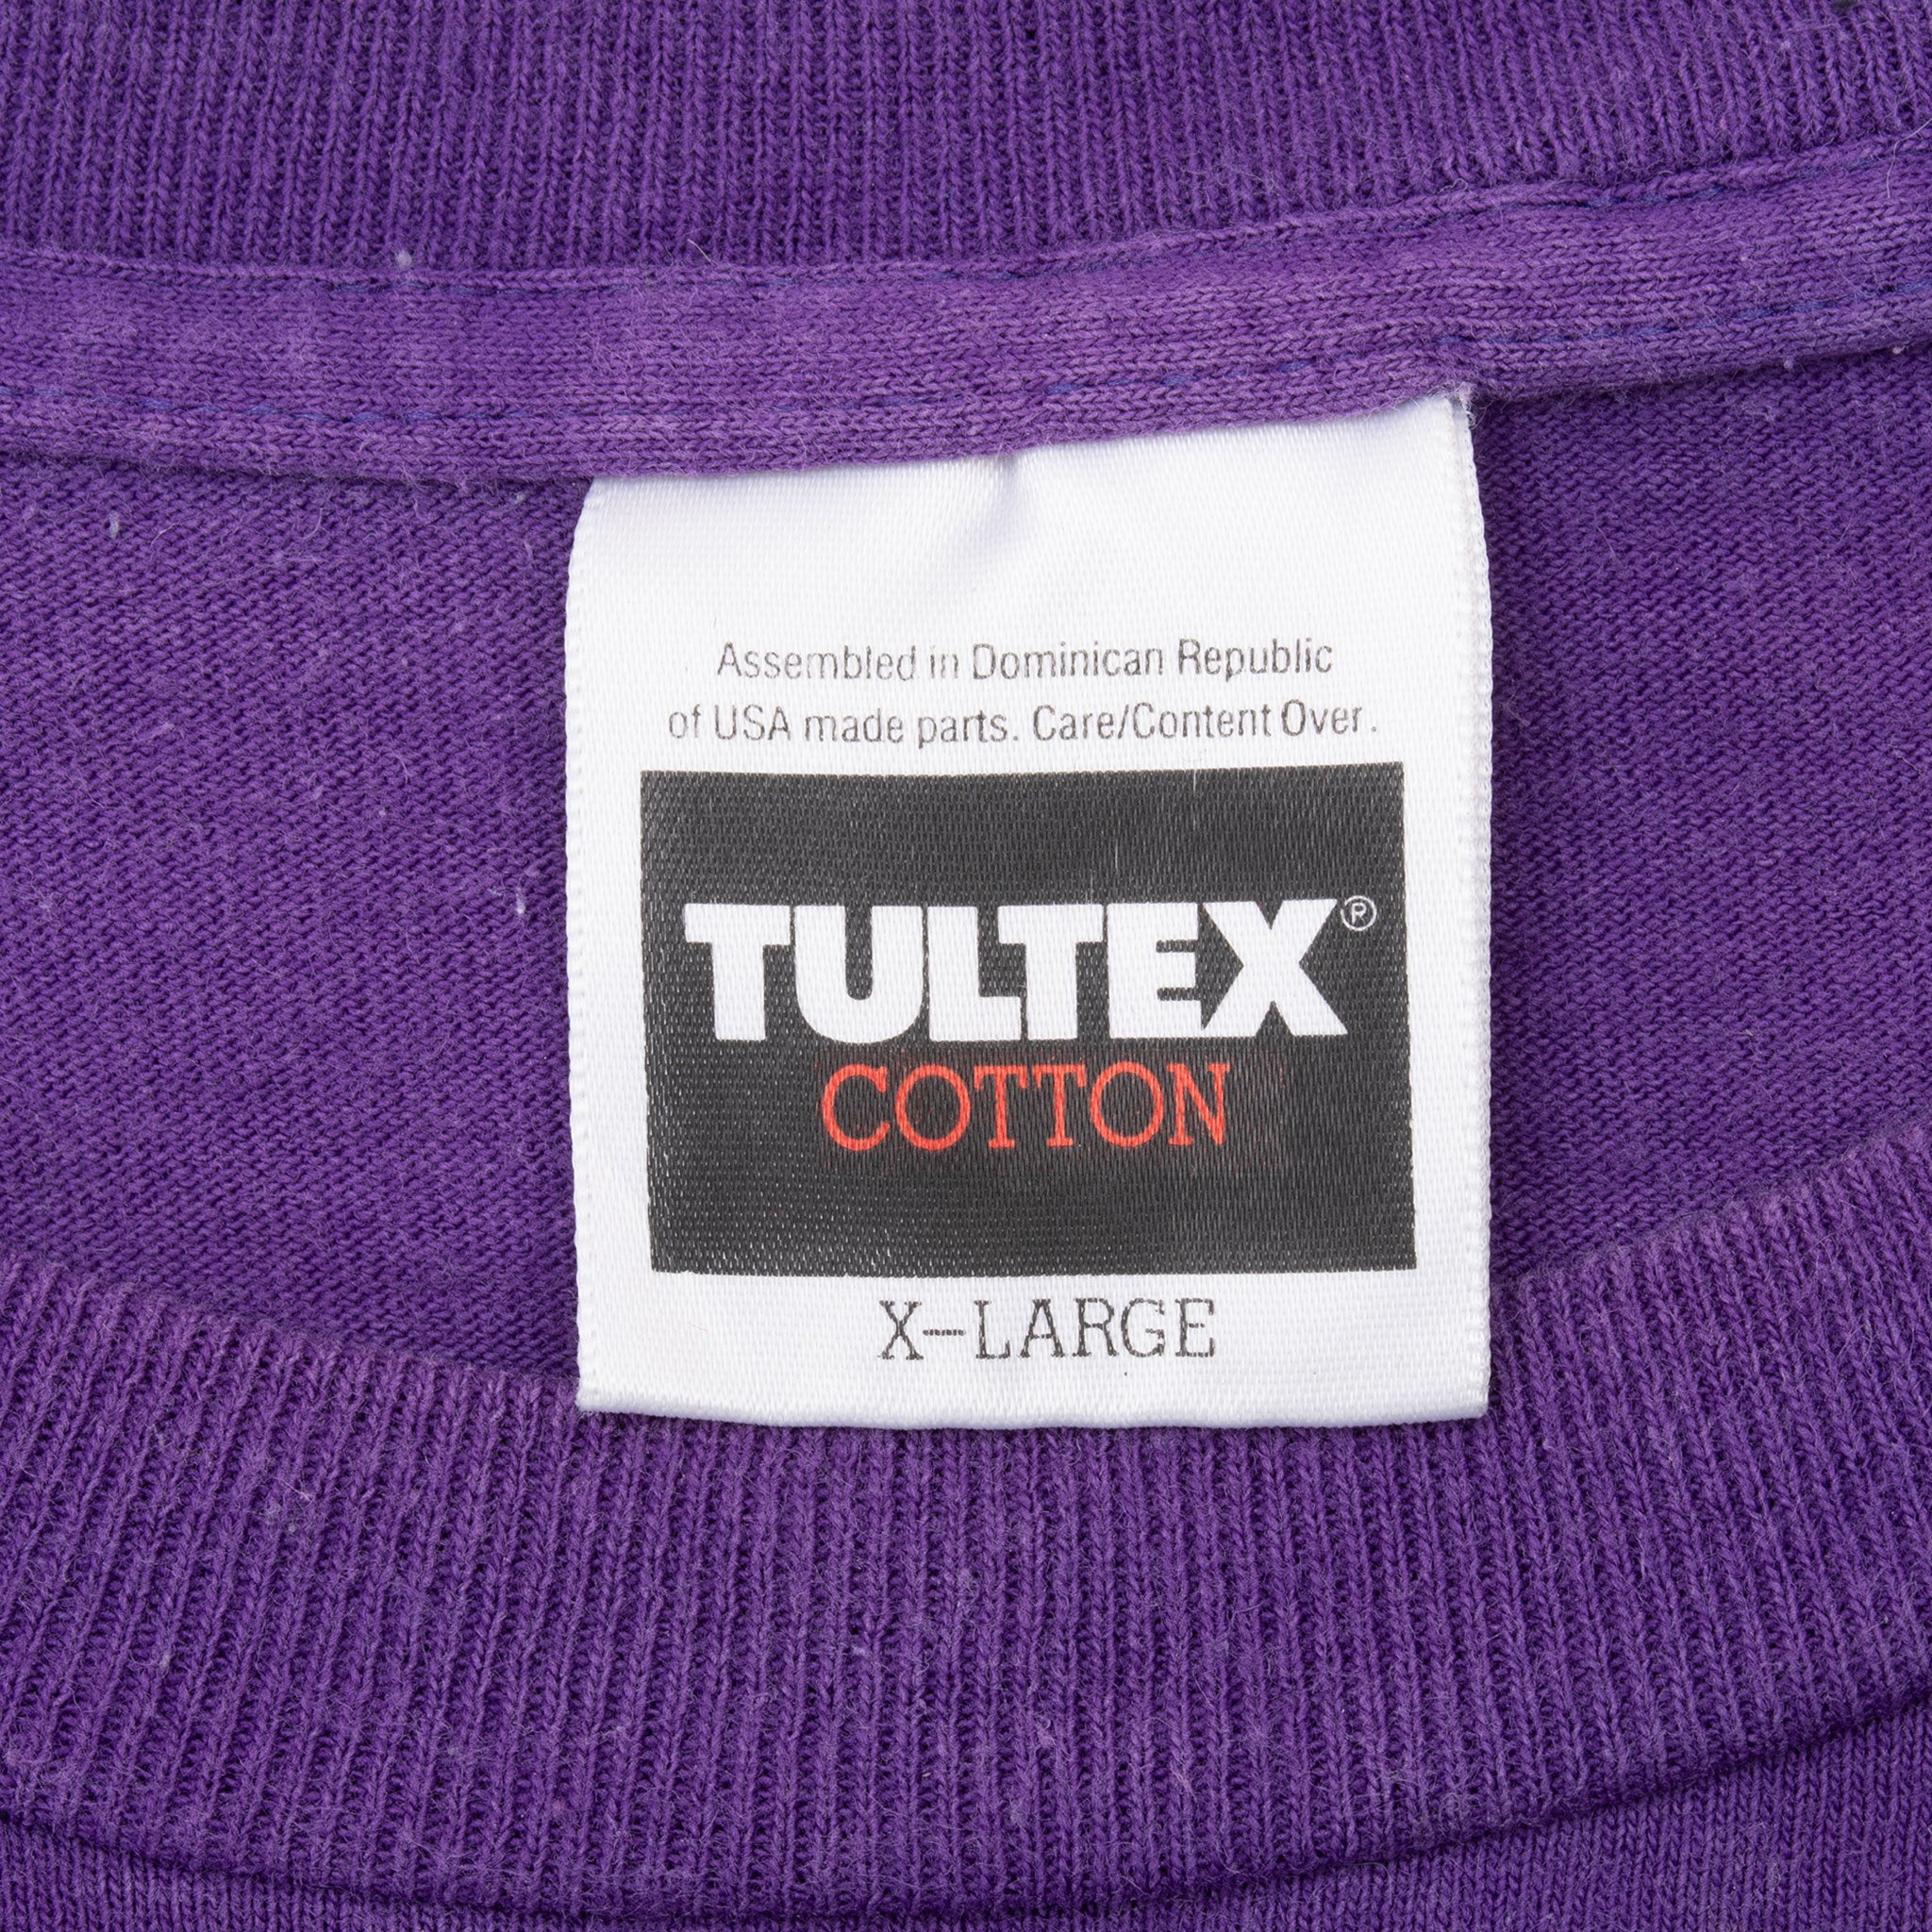 Assembled in Dominican Republic
of USA made parts. Care/Content Over.
TULTEX®
COTTON
X-LARGE